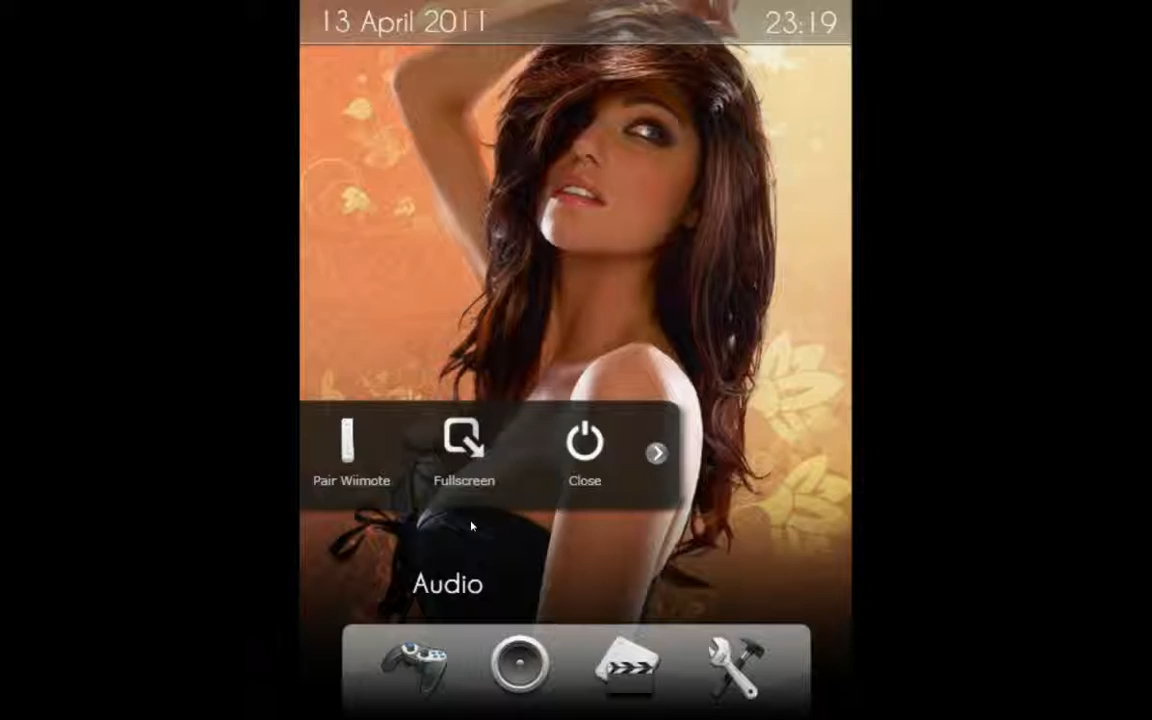 13 April 2011
23:19
Pair Wiimote
Fullscreen
Close
Audio